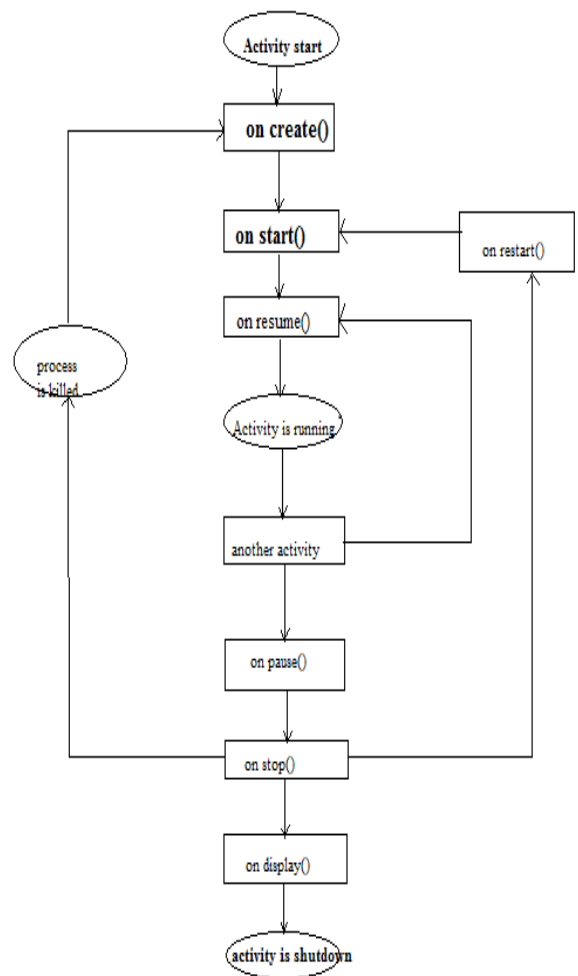 Activity start
on create()
on start()
on restart()
on resume()
process
is killed
Activity is running
another activity
on pause()
on stop()
on display()
activity is shutdown